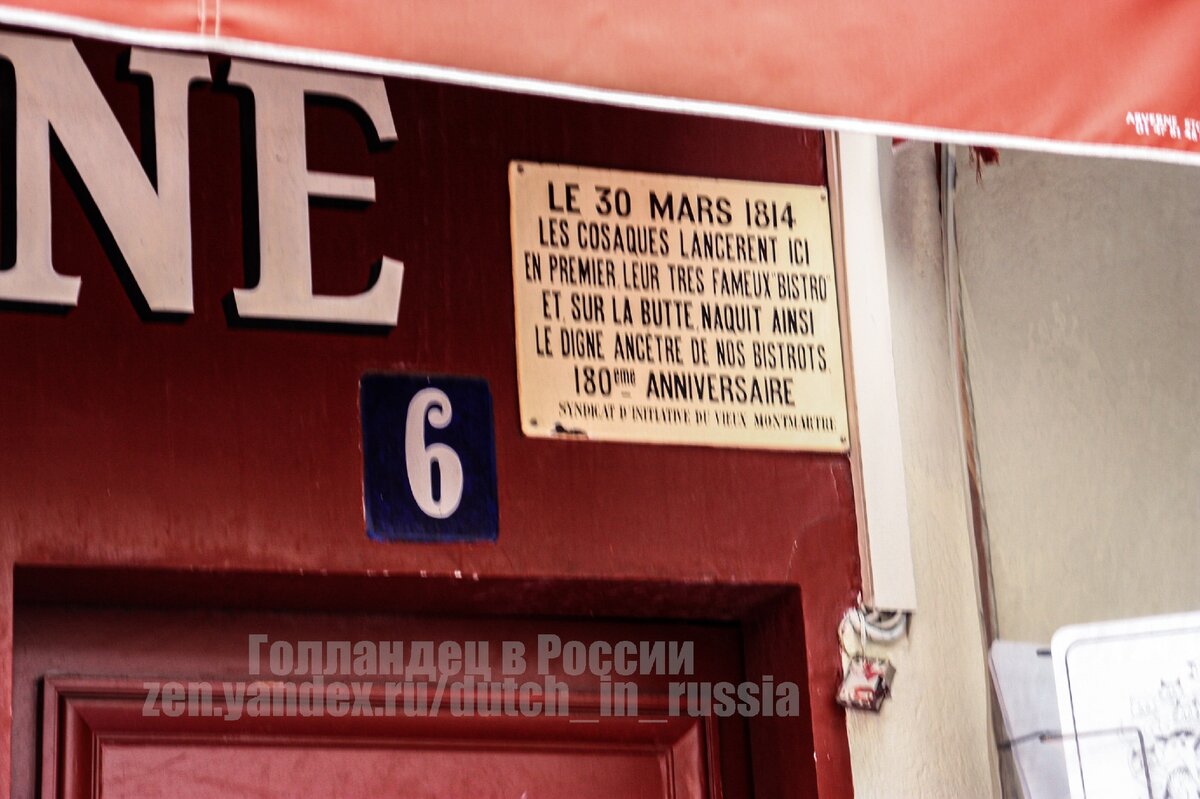 NE
ARVERNE
LE 30 MARS 1814
LES COSAQUES LANCERENT ICI
EN PREMIER, LEUR TRES FAMEUX "BISTRO"
ET, SUR LA BUTTE, NAQUIT AINSI
LE DIGNE ANCETRE DE NOS BISTROTS.
180ème ANNIVERSAIRE
SYNDICAT D'INITIATIVE DU VIEUX MONTMARTRE
6
Голландец в России
zen.yandex.ru/dutch_in_russia